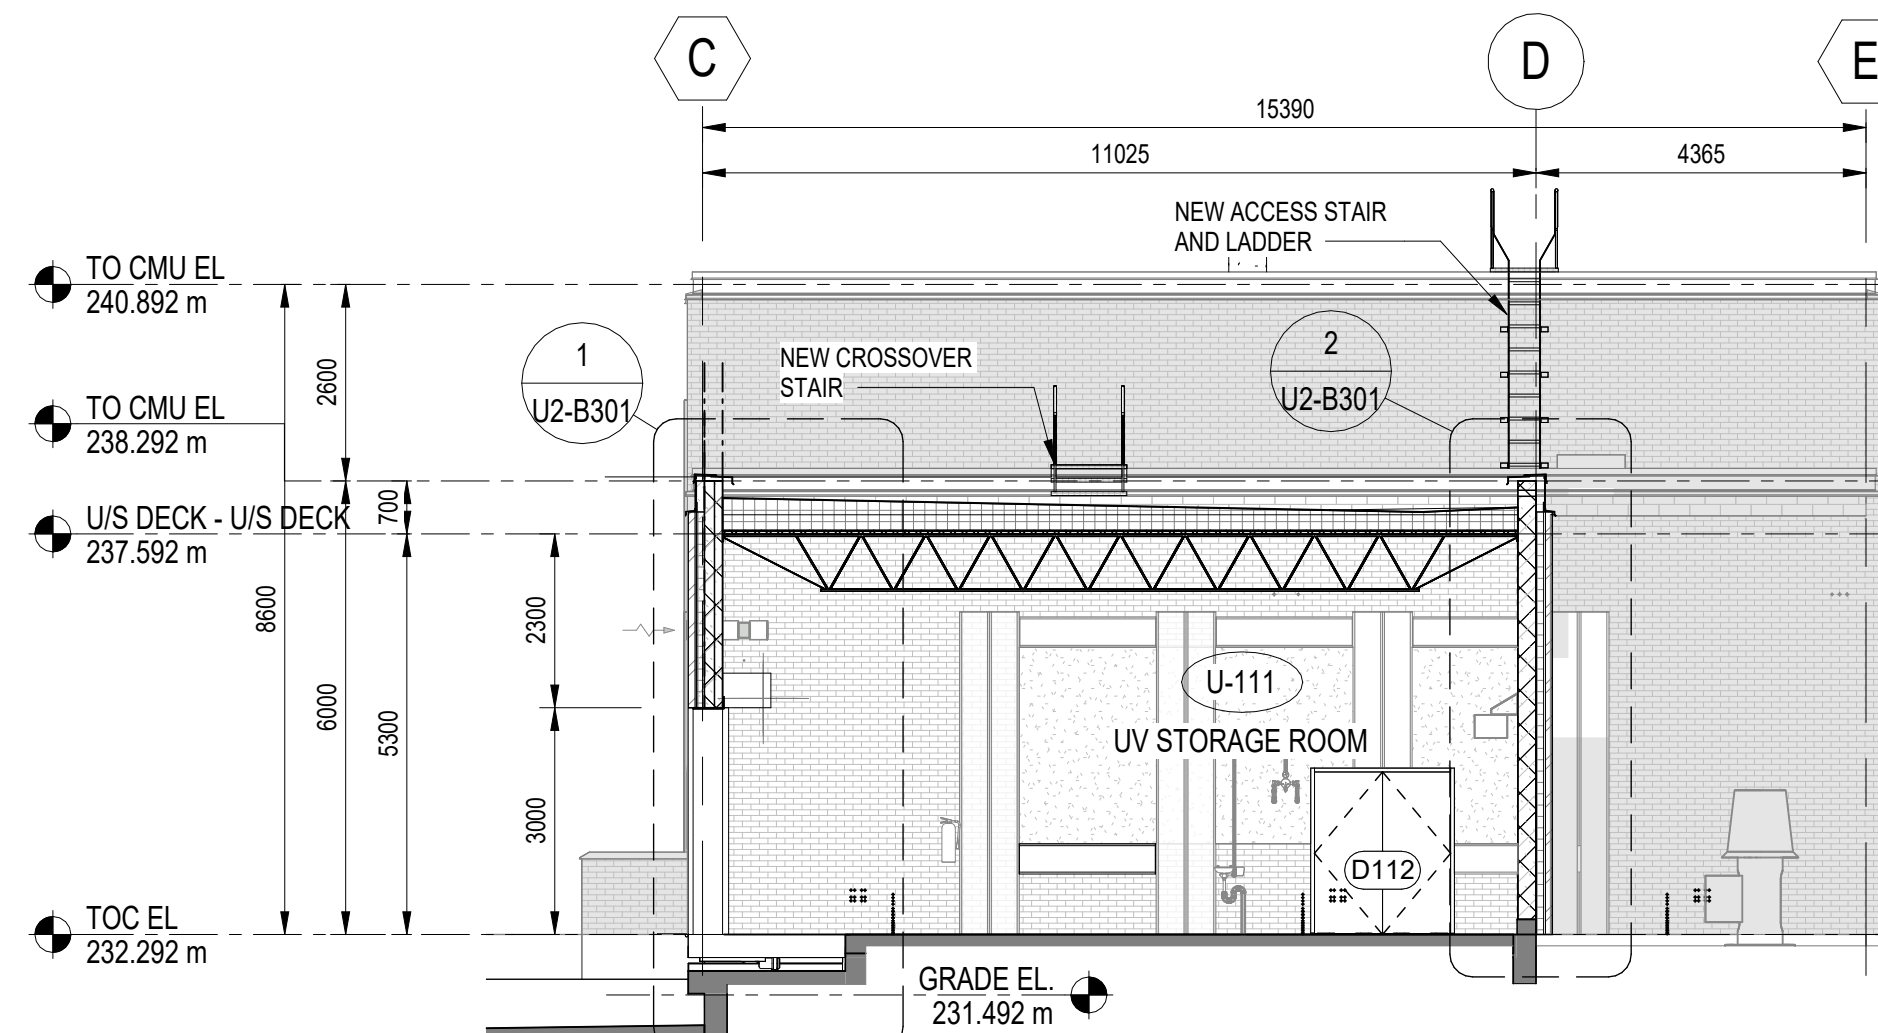 C
D
E
15390
11025
4365
NEW ACCESS STAIR
AND LADDER
TO CMU EL
240.892 m
1
U2-B301
NEW CROSSOVER
STAIR
2
U2-B301
2600
TO CMU EL
238.292 m
700
U/S DECK - U/S DECK
237.592 m
8600
6000
5300
2300
3000
U-111
UV STORAGE ROOM
D112
TOC EL
232.292 m
GRADE EL.
231.492 m